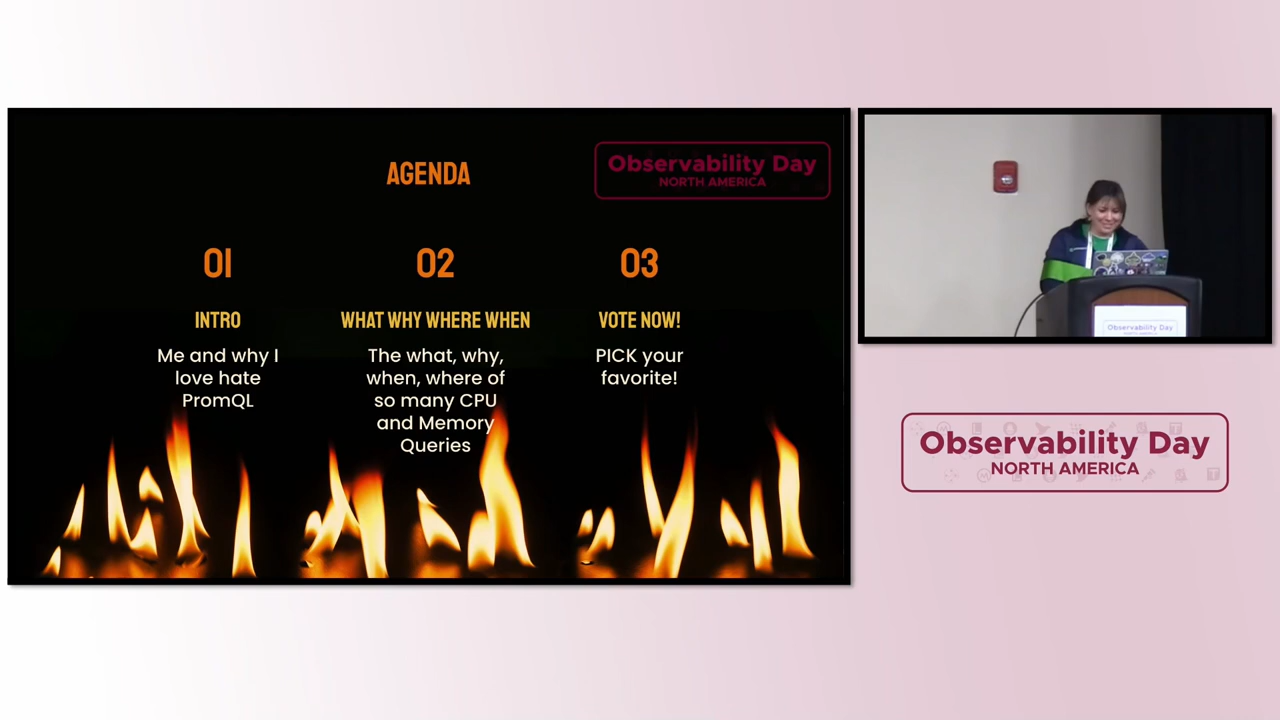 AGENDA
Observability Day
NORTH AMERICA
01
02
03
INTRO
WHAT WHY WHERE WHEN
VOTE NOW!
Me and why I
love hate
PromQL
The what, why,
when, where of
so many CPU
and Memory
Queries
PICK your
favorite!
Observability Day
Observability Day
NORTH AMERICA